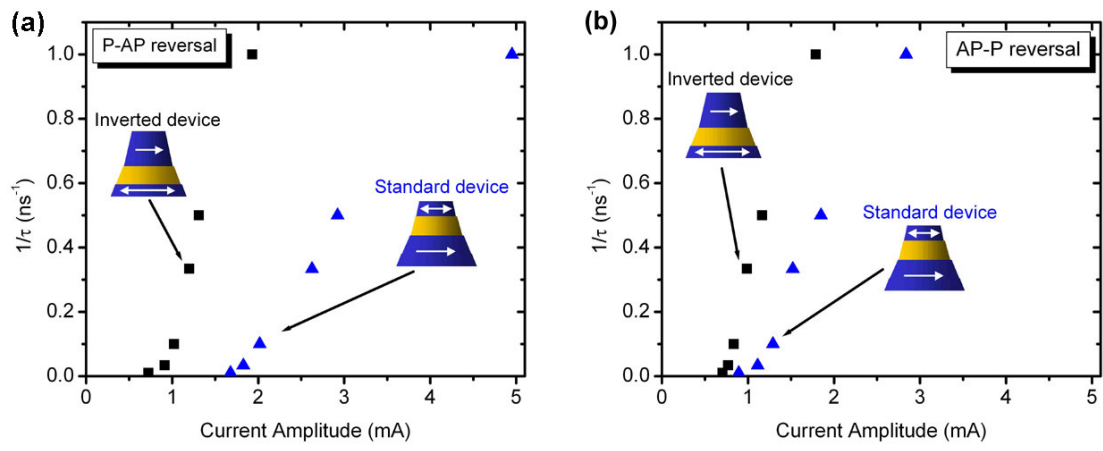 (a)
P-AP reversal
Inverted device
Standard device
1/τ (ns-1)
1.0
0.8
0.6
0.4
0.2
0.0
0 1 2 3 4 5
Current Amplitude (mA)
(b)
AP-P reversal
Inverted device
Standard device
1/τ (ns-1)
1.0
0.8
0.6
0.4
0.2
0.0
0 1 2 3 4 5
Current Amplitude (mA)